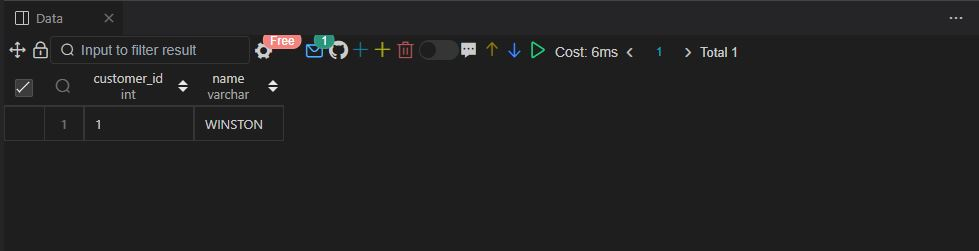 Data
Input to filter result Free 1 Cost: 6ms 1 Total 1
customer_id name
int varchar
1 1 WINSTON